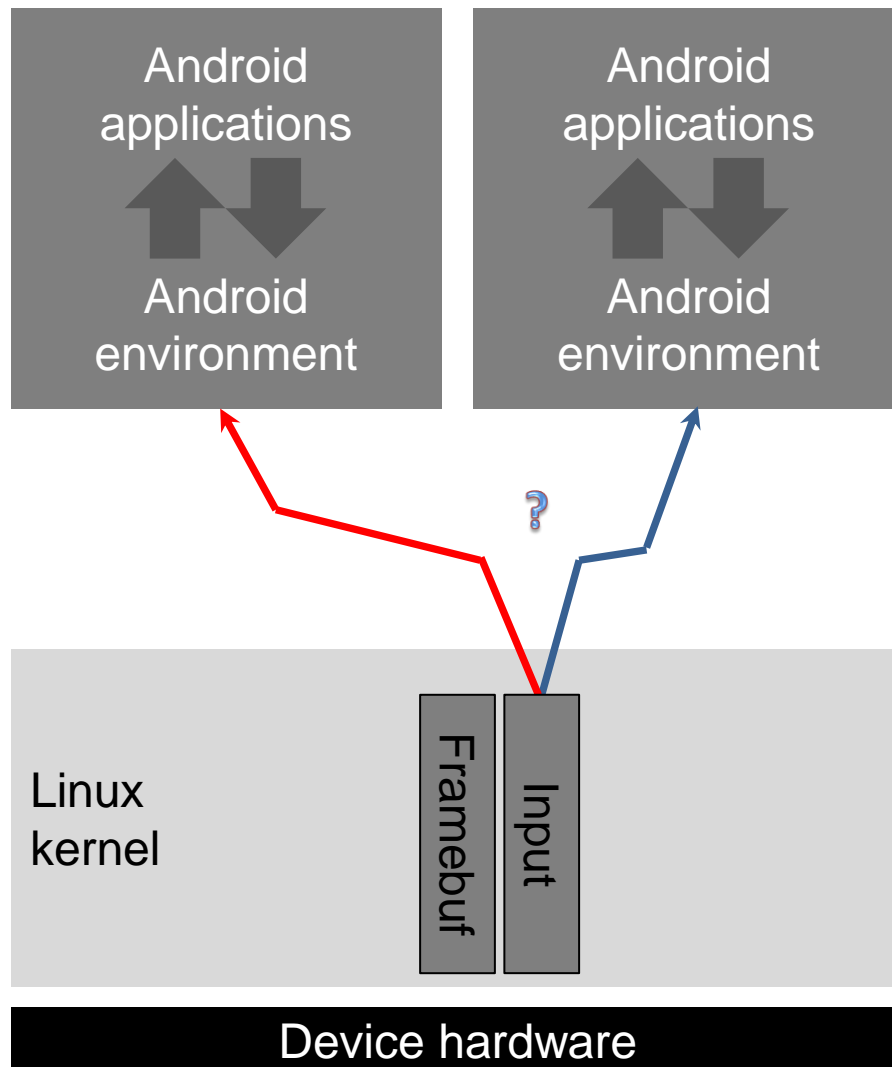 Android
applications
Android
environment
Android
applications
Android
environment
?
Linux
kernel
Framebuf
Input
Device hardware